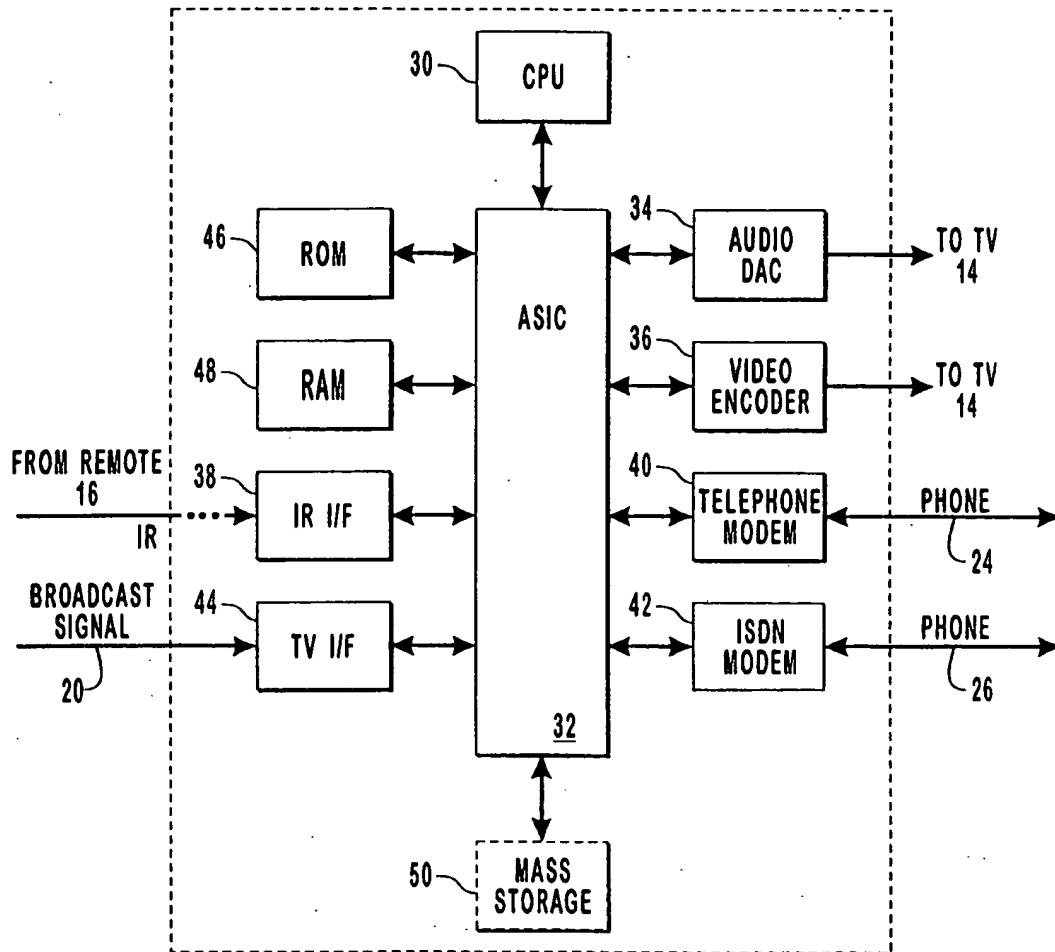 30
CPU
46
ROM
ASIC
34
AUDIO
DAC
TO TV
14
48
RAM
36
VIDEO
ENCODER
TO TV
14
FROM REMOTE
16
IR
38
IR I/F
40
TELEPHONE
MODEM
PHONE
24
BROADCAST
SIGNAL
20
44
TV I/F
42
ISDN
MODEM
PHONE
26
32
50
MASS
STORAGE